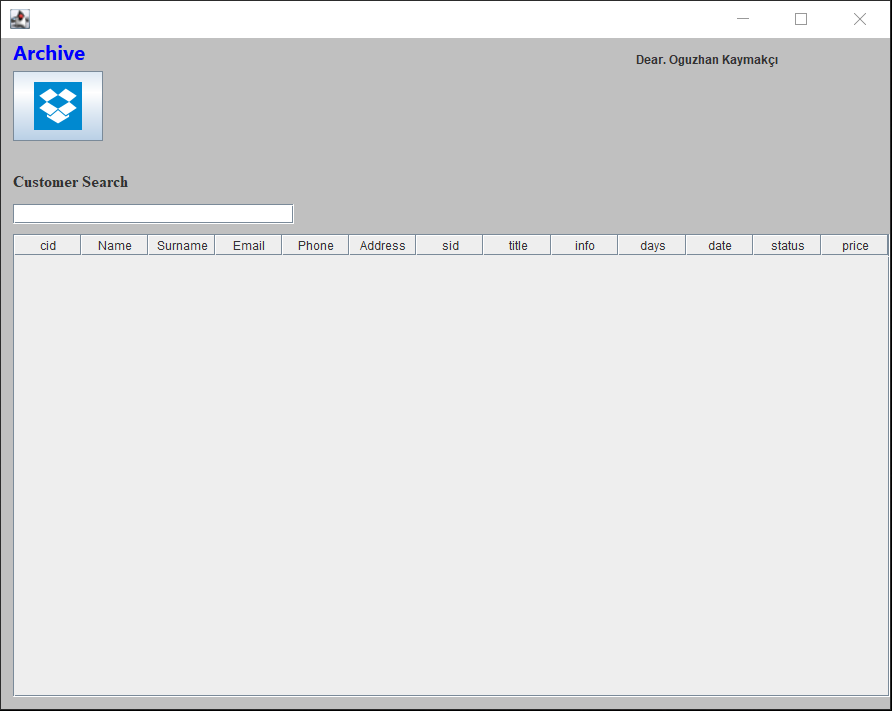 Archive
Dear. Oguzhan Kaymakçı
Customer Search
cid Name Surname Email Phone Address sid title info days date status price